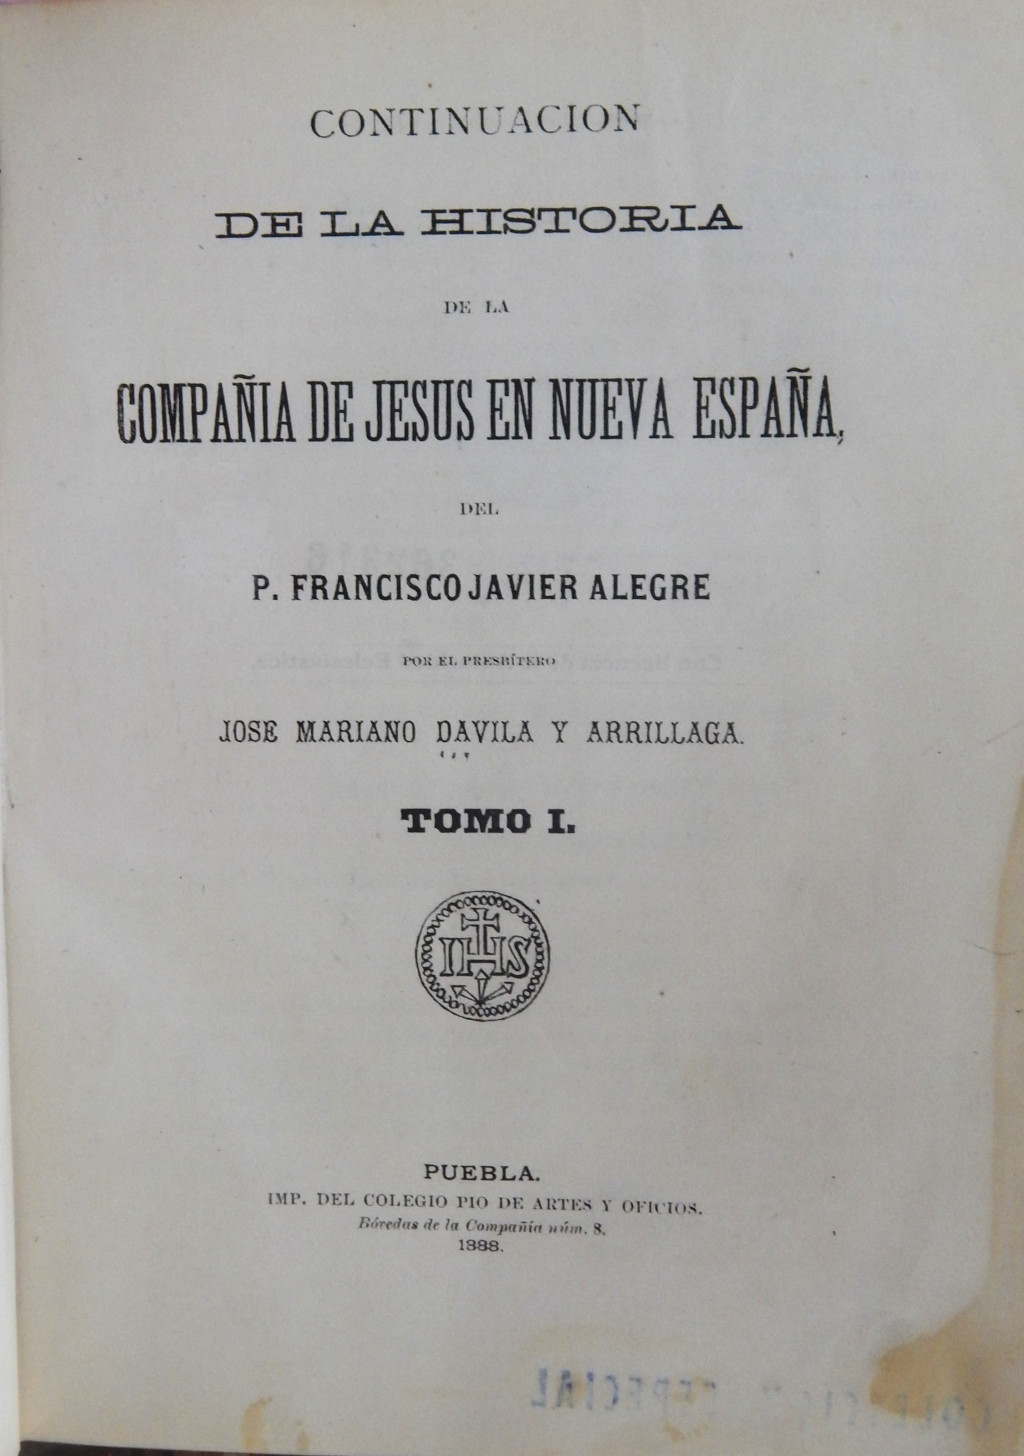 CONTINUACION
DE LA HISTORIA
DE LA
COMPAÑIA DE JESUS EN NUEVA ESPAÑA,
DEL
P. FRANCISCO JAVIER ALEGRE
POR EL PRESBÍTERO
JOSE MARIANO DAVILA Y ARRILLAGA.
TOMO I.
IHS
PUEBLA.
IMP. DEL COLEGIO PIO DE ARTES Y OFICIOS.
Bóvedas de la Compañía núm. 8.
1888.